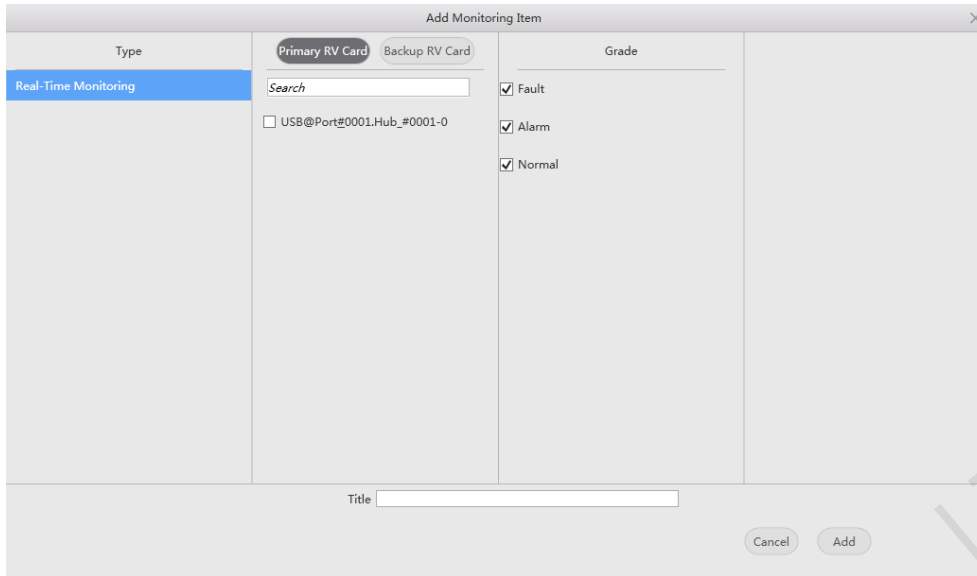 Add Monitoring Item
Type
Primary RV Card
Backup RV Card
Grade
Real-Time Monitoring
Search
USB@Port#0001.Hub_#0001-0
Fault
Alarm
Normal
Title
Cancel
Add